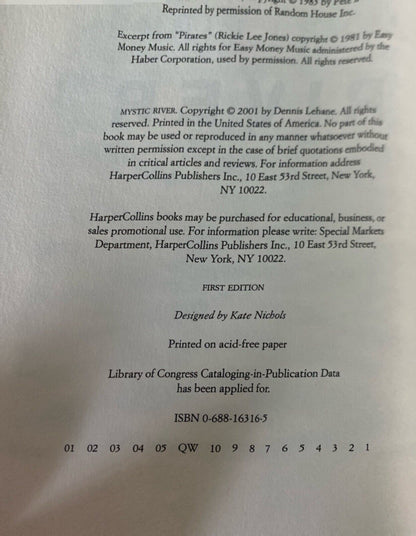 1985 by Pete
Reprinted by permission of Random House Inc.
Excerpt from "Pirates" (Rickie Lee Jones) copyright © 1981 by Easy
Money Music. All rights for Easy Money Music administered by the
Haber Corporation, used by permission. All rights reserved.
MYSTIC RIVER. Copyright © 2001 by Dennis Lehane. All rights
reserved. Printed in the United States of America. No part of this
book may be used or reproduced in any manner whatsoever without
written permission except in the case of brief quotations embodied
in critical articles and reviews. For information address
HarperCollins Publishers Inc., 10 East 53rd Street, New York,
NY 10022.
HarperCollins books may be purchased for educational, business, or
sales promotional use. For information please write: Special Markets
Department, HarperCollins Publishers Inc., 10 East 53rd Street,
New York, NY 10022.
FIRST EDITION
Designed by Kate Nichols
Printed on acid-free paper
Library of Congress Cataloging-in-Publication Data
has been applied for.
ISBN 0-688-16316-5
01 02 03 04 05 QW 10 9 8 7 6 5 4 3 2 1